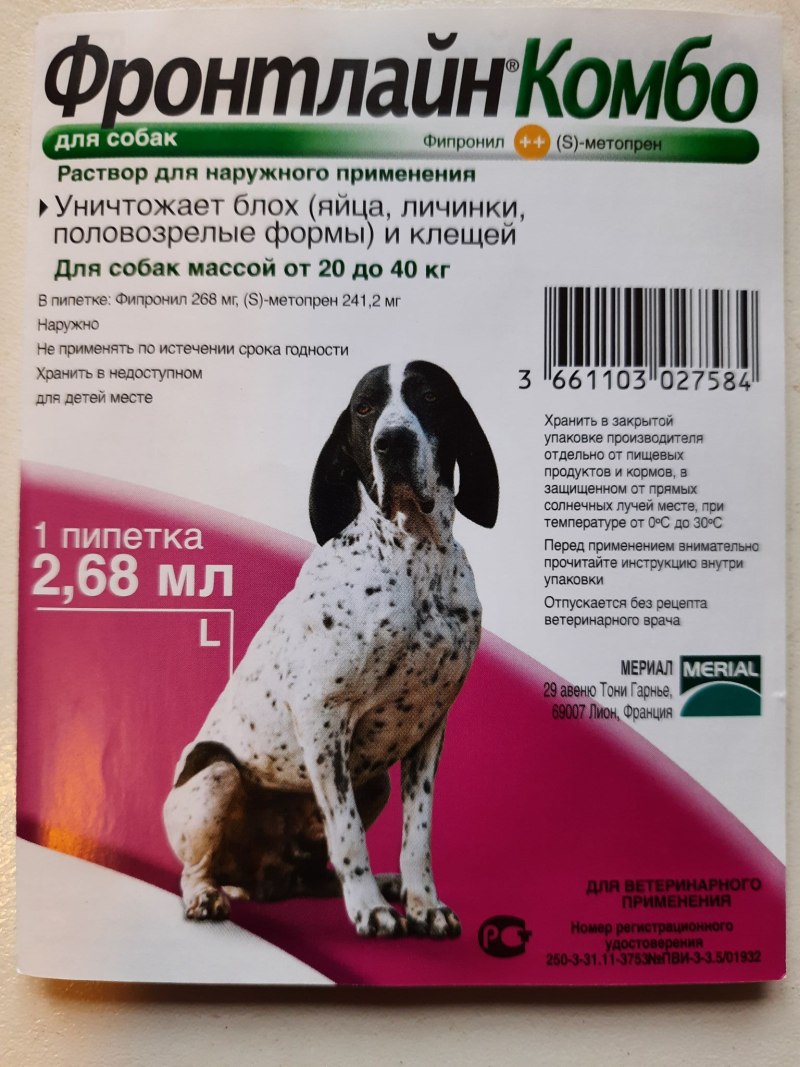 Фронтлайн® Комбо
для собак
Фипронил ++ (S)-метопрен
Раствор для наружного применения
Уничтожает блох (яйца, личинки,
половозрелые формы) и клещей
Для собак массой от 20 до 40 кг
В пипетке: Фипронил 268 мг, (S)-метопрен 241,2 мг
Наружно
Не применять по истечении срока годности
Хранить в недоступном
для детей месте
3 661103 027584
Хранить в закрытой
упаковке производителя
отдельно от пищевых
продуктов и кормов, в
защищенном от прямых
солнечных лучей месте, при
температуре от 0ºС до 30ºС
Перед применением внимательно
прочитайте инструкцию внутри
упаковки
Отпускается без рецепта
ветеринарного врача
1 пипетка
2,68 мл
L
МЕРИАЛ
29 авеню Тони Гарнье,
69007 Лион, Франция
MERIAL
ДЛЯ ВЕТЕРИНАРНОГО
ПРИМЕНЕНИЯ
РСТ
Номер регистрационного
удостоверения
250-3-31.11-3753№ПВИ-3-3.5/01932